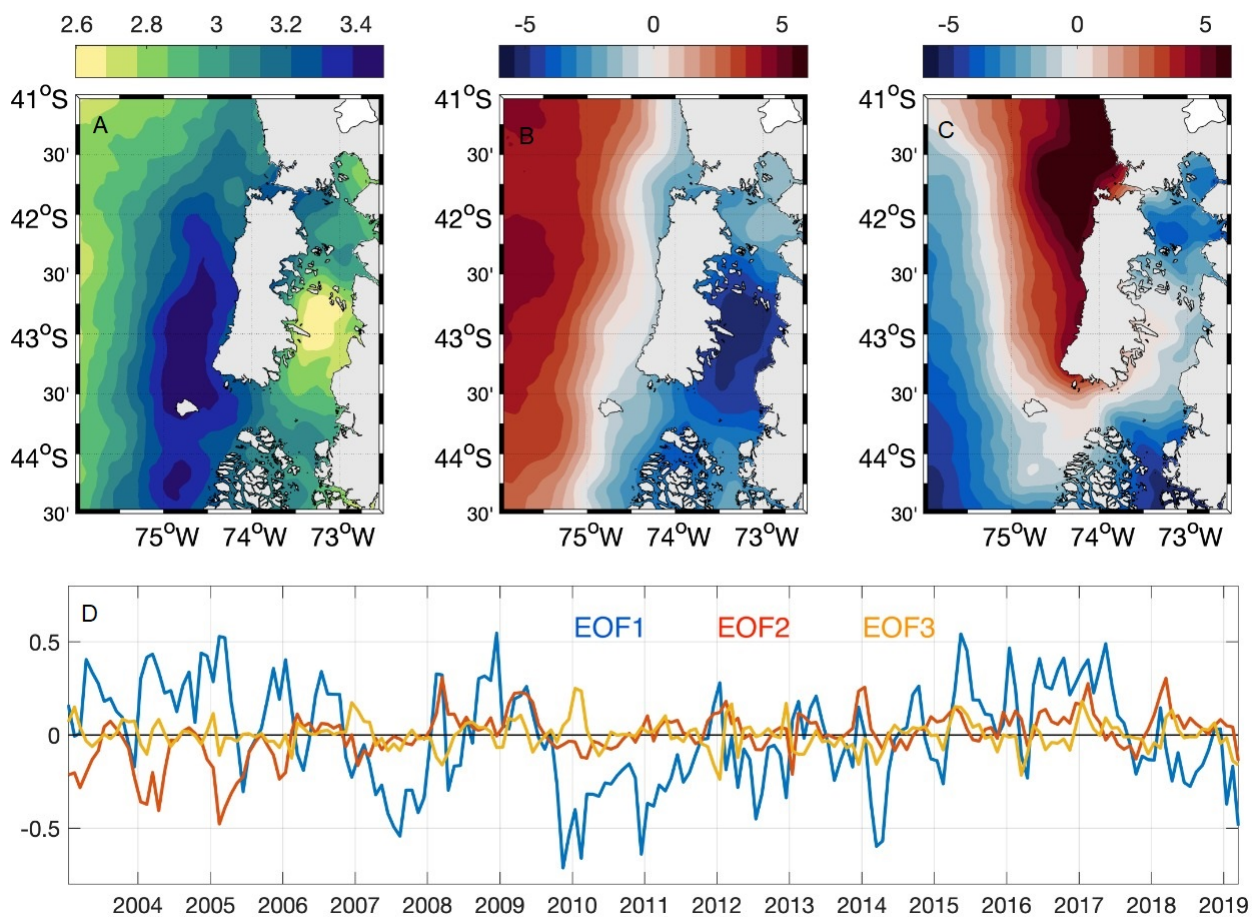 2.6 2.8 3 3.2 3.4 -5 0 5 -5 0 5
41°S A 41°S B 41°S C
30' 30' 30'
42°S 42°S 42°S
30' 30' 30'
43°S 43°S 43°S
30' 30' 30'
44°S 44°S 44°S
30' 30' 30'
75°W 74°W 73°W 75°W 74°W 73°W 75°W 74°W 73°W
D EOF1 EOF2 EOF3
0.5
0
-0.5
2004 2005 2006 2007 2008 2009 2010 2011 2012 2013 2014 2015 2016 2017 2018 2019